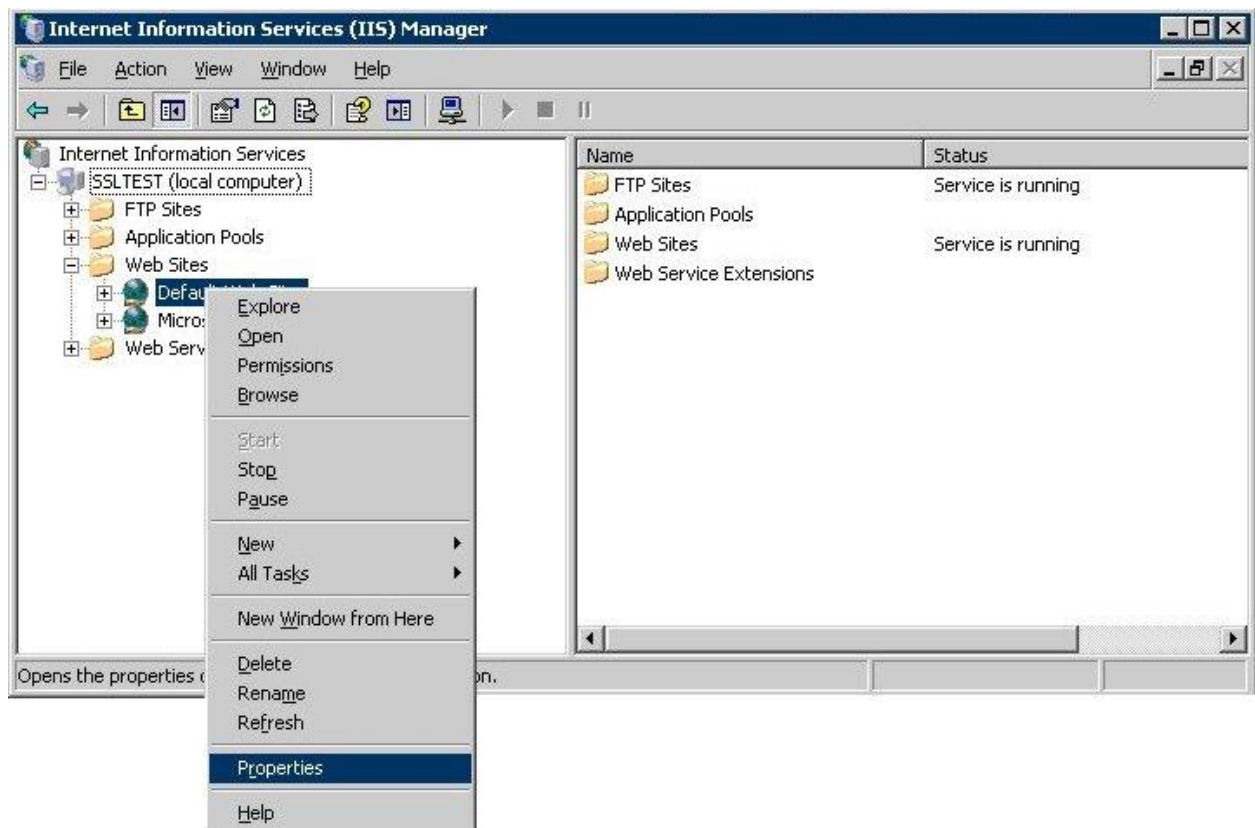 Internet Information Services (IIS) Manager
File Action View Window Help
Internet Information Services
SSLTEST (local computer)
FTP Sites
Application Pools
Web Sites
Default
Web Serv
Explore
Open
Permissions
Browse
Start
Stop
Pause
New
All Tasks
New Window from Here
Delete
Rename
Refresh
Properties
Help
Name Status
FTP Sites Service is running
Application Pools
Web Sites Service is running
Web Service Extensions
Opens the properties